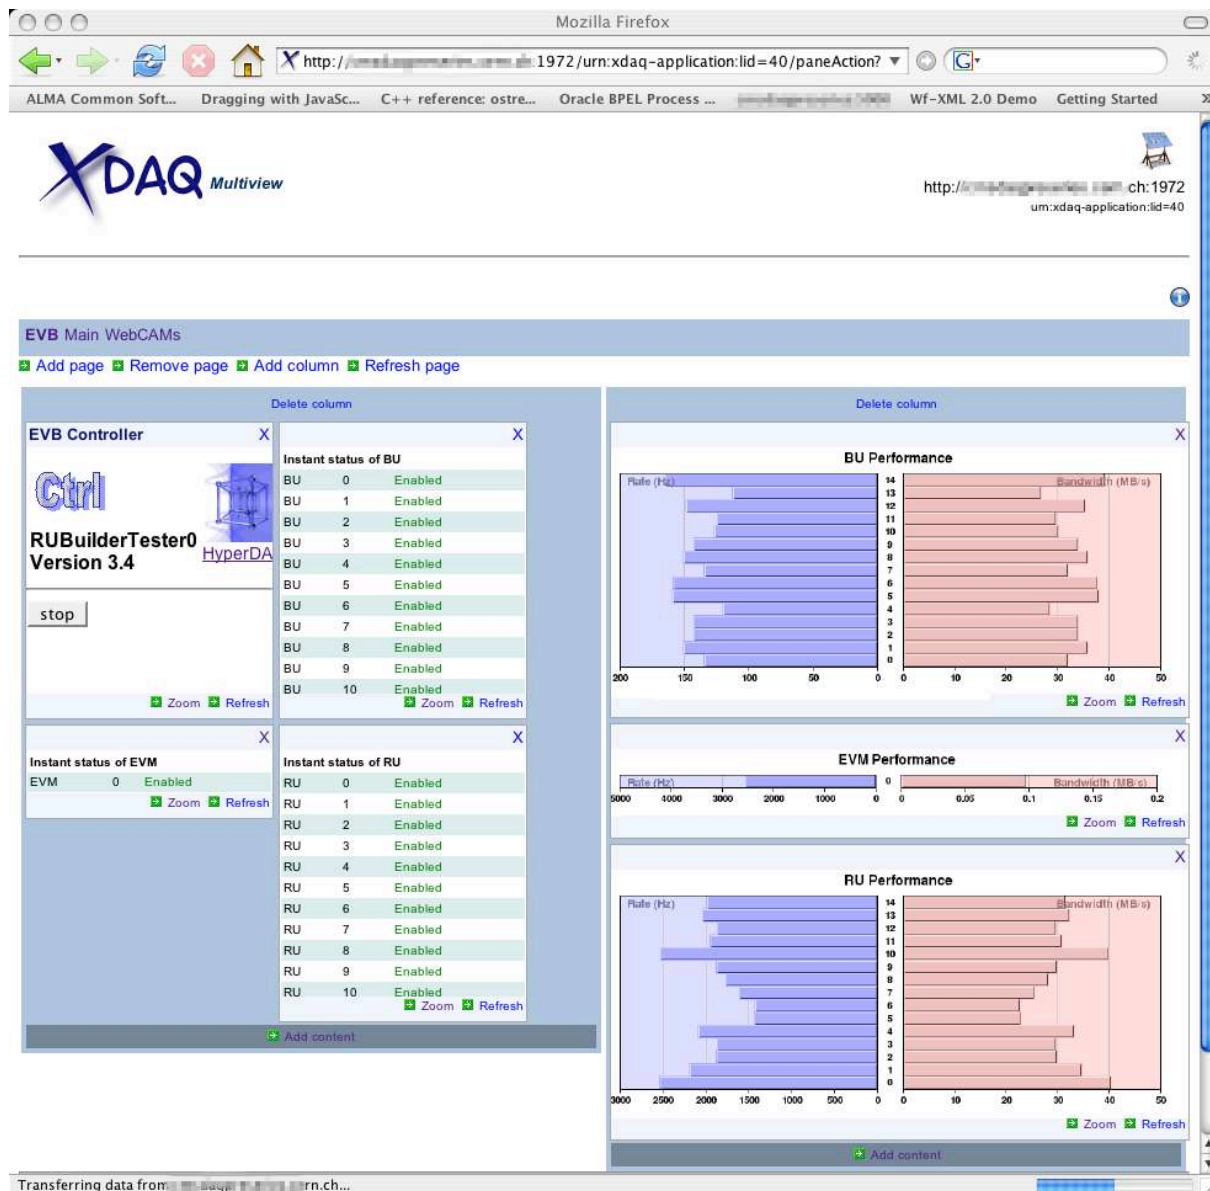 Mozilla Firefox
http:// 1972/urn:xdaq-application:lid=40/paneAction?
G
ALMA Common Soft... Dragging with JavaSc... C++ reference: ostre... Oracle BPEL Process ... Wf-XML 2.0 Demo Getting Started
XDAQ Multiview
http:// ch:1972
urn:xdaq-application:lid=40
EVB Main WebCAMs
Add page Remove page Add column Refresh page
Delete column
EVB Controller X
Ctrl
RUBuilderTester0
Version 3.4
HyperDA
stop
Zoom Refresh
X
Instant status of BU
BU 0 Enabled
BU 1 Enabled
BU 2 Enabled
BU 3 Enabled
BU 4 Enabled
BU 5 Enabled
BU 6 Enabled
BU 7 Enabled
BU 8 Enabled
BU 9 Enabled
BU 10 Enabled
Zoom Refresh
X
Instant status of EVM
EVM 0 Enabled
Zoom Refresh
X
Instant status of RU
RU 0 Enabled
RU 1 Enabled
RU 2 Enabled
RU 3 Enabled
RU 4 Enabled
RU 5 Enabled
RU 6 Enabled
RU 7 Enabled
RU 8 Enabled
RU 9 Enabled
RU 10 Enabled
Zoom Refresh
Add content
Delete column
X
BU Performance
Rate (Hz) 14 Bandwidth (MB/s)
13
12
11
10
9
8
7
6
5
4
3
2
1
0
200 150 100 50 0 0 10 20 30 40 50
Zoom Refresh
X
EVM Performance
Rate (Hz) 0 Bandwidth (MB/s)
5000 4000 3000 2000 1000 0 0 0.05 0.1 0.15 0.2
Zoom Refresh
X
RU Performance
Rate (Hz) 14 Bandwidth (MB/s)
13
12
11
10
9
8
7
6
5
4
3
2
1
0
3000 2500 2000 1500 1000 500 0 0 10 20 30 40 50
Zoom Refresh
Add content
Transferring data from rn.ch...